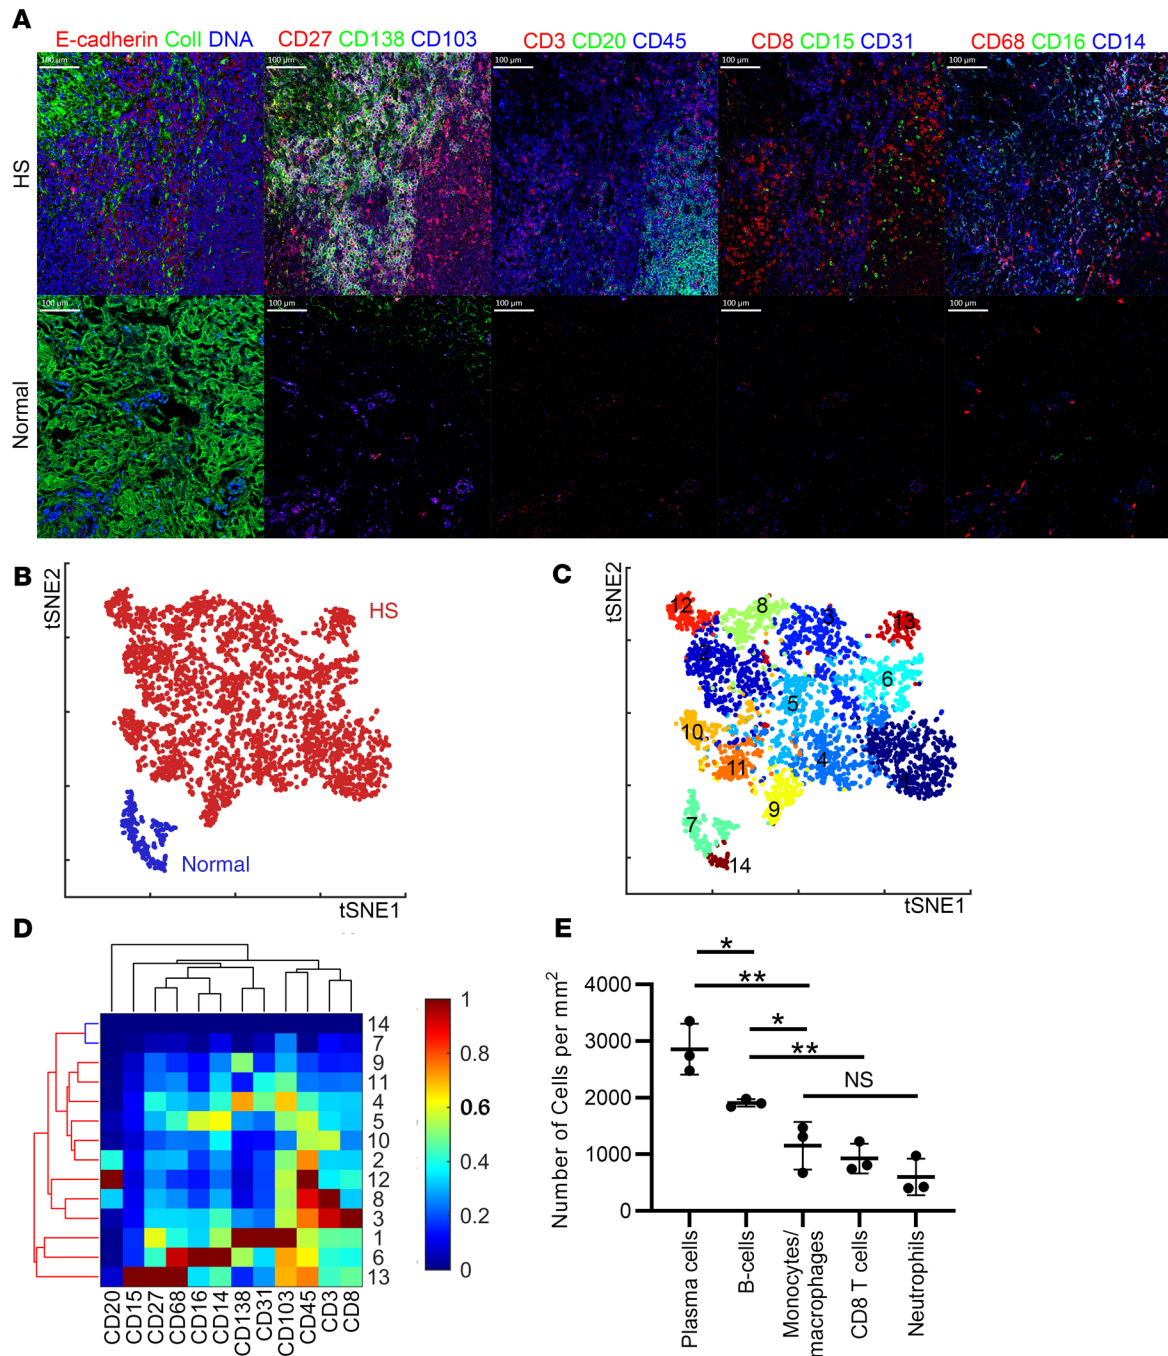 A
E-cadherin Coll DNA
CD27 CD138 CD103
CD3 CD20 CD45
CD8 CD15 CD31
CD68 CD16 CD14
HS
100 µm
100 µm
100 µm
100 µm
100 µm
Normal
100 µm
100 µm
100 µm
100 µm
100 µm
B
tSNE2
HS
Normal
tSNE1
C
tSNE2
12
8
3
13
2
6
5
10
11
4
1
9
7
14
tSNE1
D
14
7
9
11
4
5
10
2
12
8
3
1
6
13
CD20
CD15
CD27
CD68
CD16
CD14
CD138
CD31
CD103
CD45
CD3
CD8
1
0.8
0.6
0.4
0.2
0
E
Number of Cells per mm2
4000
3000
2000
1000
0
*
**
*
**
NS
Plasma cells
B-cells
Monocytes/
macrophages
CD8 T cells
Neutrophils